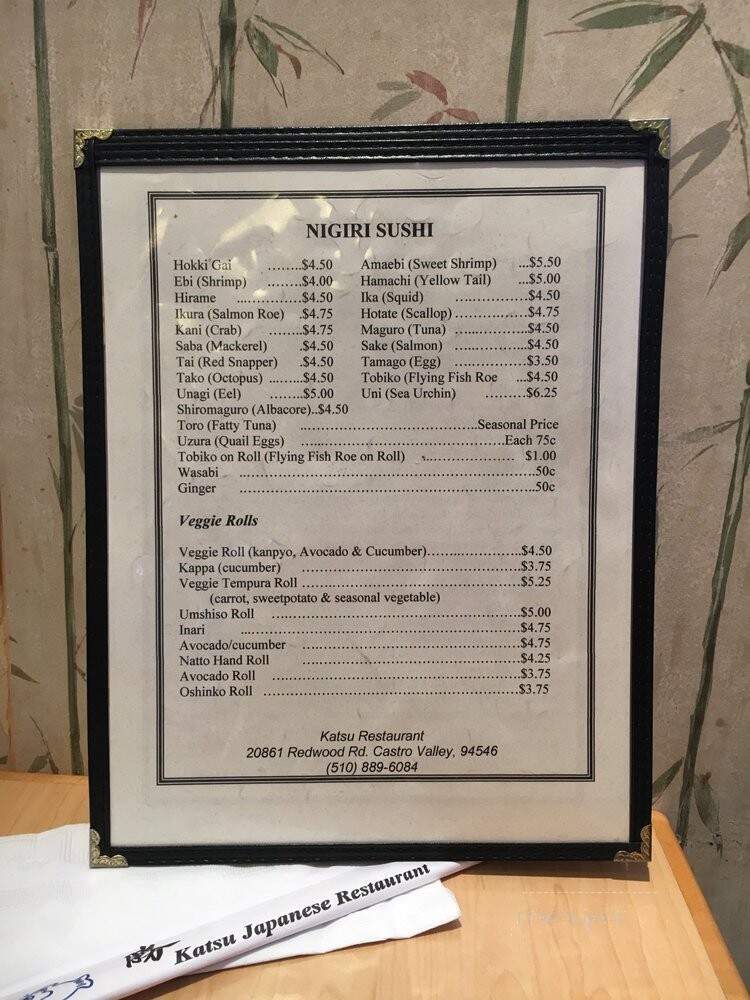 NIGIRI SUSHI
Hokki Gai ........$4.50 Amaebi (Sweet Shrimp) ...$5.50
Ebi (Shrimp) ........$4.00 Hamachi (Yellow Tail) ...$5.00
Hirame ................$4.50 Ika (Squid) ..................$4.50
Ikura (Salmon Roe) .$4.75 Hotate (Scallop) ..................$4.75
Kani (Crab) ........$4.75 Maguro (Tuna) ..................$4.50
Saba (Mackerel) .$4.50 Sake (Salmon) ..................$4.50
Tai (Red Snapper) .$4.50 Tamago (Egg) ..................$3.50
Tako (Octopus) .........$4.50 Tobiko (Flying Fish Roe ...$4.50
Unagi (Eel) ........$5.00 Uni (Sea Urchin) ..........$6.25
Shiromaguro (Albacore)..$4.50
Toro (Fatty Tuna) ..............................................Seasonal Price
Uzura (Quail Eggs) ....................................................Each 75c
Tobiko on Roll (Flying Fish Roe on Roll) ....................... $1.00
Wasabi ..............................................................................50c
Ginger ..............................................................................50c
Veggie Rolls
Veggie Roll (kanpyo, Avocado & Cucumber)........................$4.50
Kappa (cucumber) ........................................................$3.75
Veggie Tempura Roll ........................................................$5.25
(carrot, sweetpotato & seasonal vegetable)
Umshiso Roll ................................................................$5.00
Inari ........................................................................$4.75
Avocado/cucumber ........................................................$4.75
Natto Hand Roll ........................................................$4.25
Avocado Roll ................................................................$3.75
Oshinko Roll ................................................................$3.75
Katsu Restaurant
20861 Redwood Rd. Castro Valley, 94546
(510) 889-6084
Katsu Japanese Restaurant